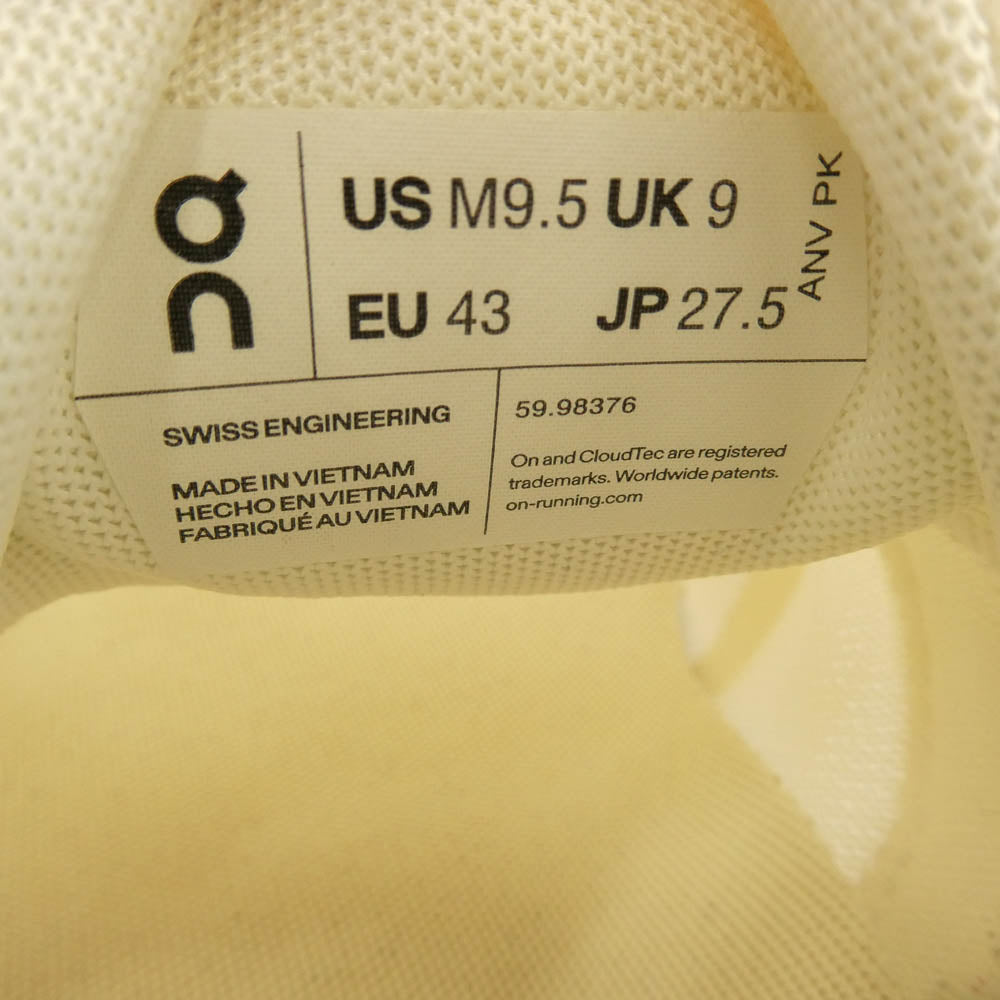 On
US M9.5 UK 9
EU 43 JP 27.5
ANV PK
SWISS ENGINEERING
MADE IN VIETNAM
HECHO EN VIETNAM
FABRIQUÉ AU VIETNAM
59.98376
On and CloudTec are registered
trademarks. Worldwide patents.
on-running.com